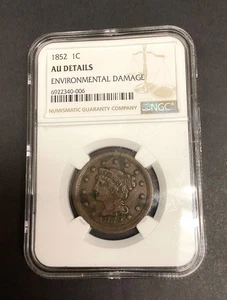 1852 1C
AU DETAILS
ENVIRONMENTAL DAMAGE
6922340-006
NUMISMATIC GUARANTY COMPANY
NGC